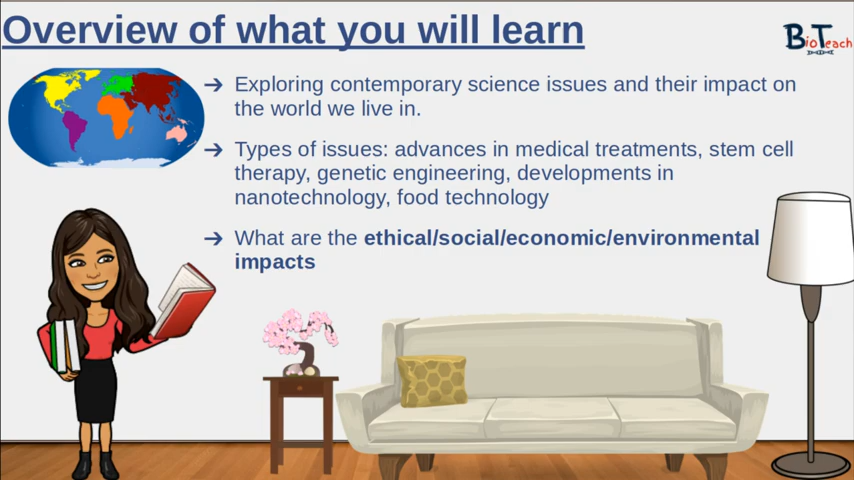 Overview of what you will learn
BioTeach
➔ Exploring contemporary science issues and their impact on
the world we live in.
➔ Types of issues: advances in medical treatments, stem cell
therapy, genetic engineering, developments in
nanotechnology, food technology
➔ What are the ethical/social/economic/environmental
impacts